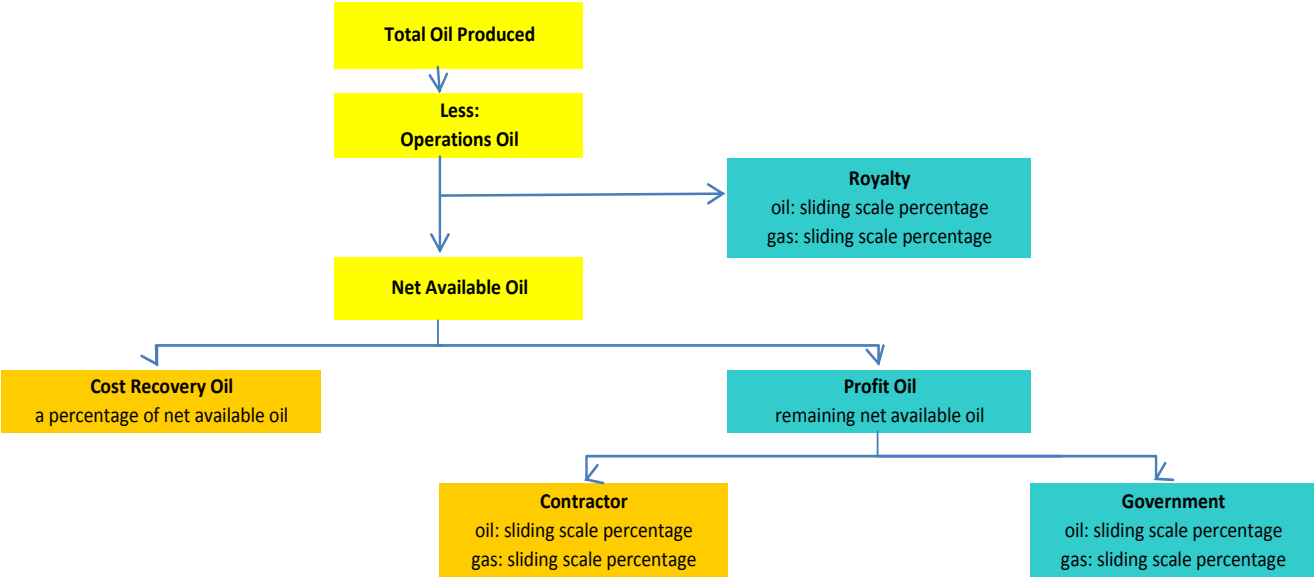 Total Oil Produced
Less:
Operations Oil
Royalty
oil: sliding scale percentage
gas: sliding scale percentage
Net Available Oil
Cost Recovery Oil
a percentage of net available oil
Profit Oil
remaining net available oil
Contractor
oil: sliding scale percentage
gas: sliding scale percentage
Government
oil: sliding scale percentage
gas: sliding scale percentage